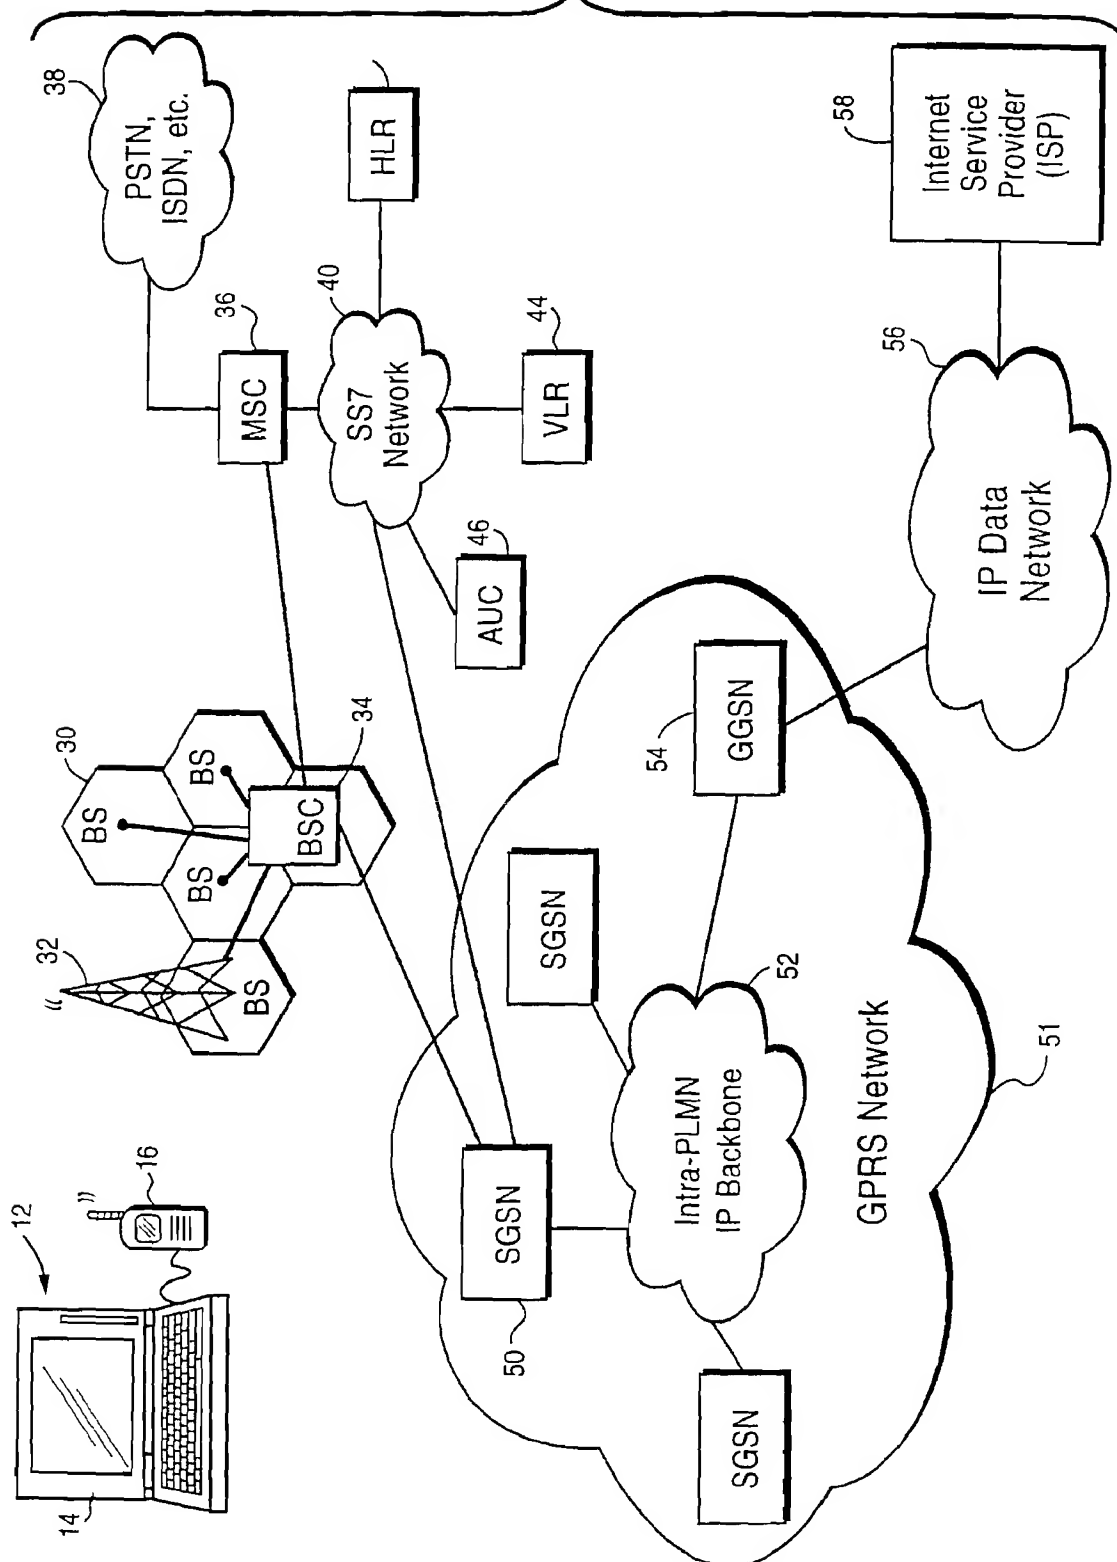 12
14
16
((
))
32
BS
BS
BS
BS
30
BSC
34
MSC
36
PSTN,
ISDN, etc.
38
SS7
Network
40
HLR
VLR
44
AUC
46
SGSN
50
SGSN
SGSN
Intra-PLMN
IP Backbone
52
GGSN
54
GPRS Network
51
IP Data
Network
56
Internet
Service
Provider
(ISP)
58